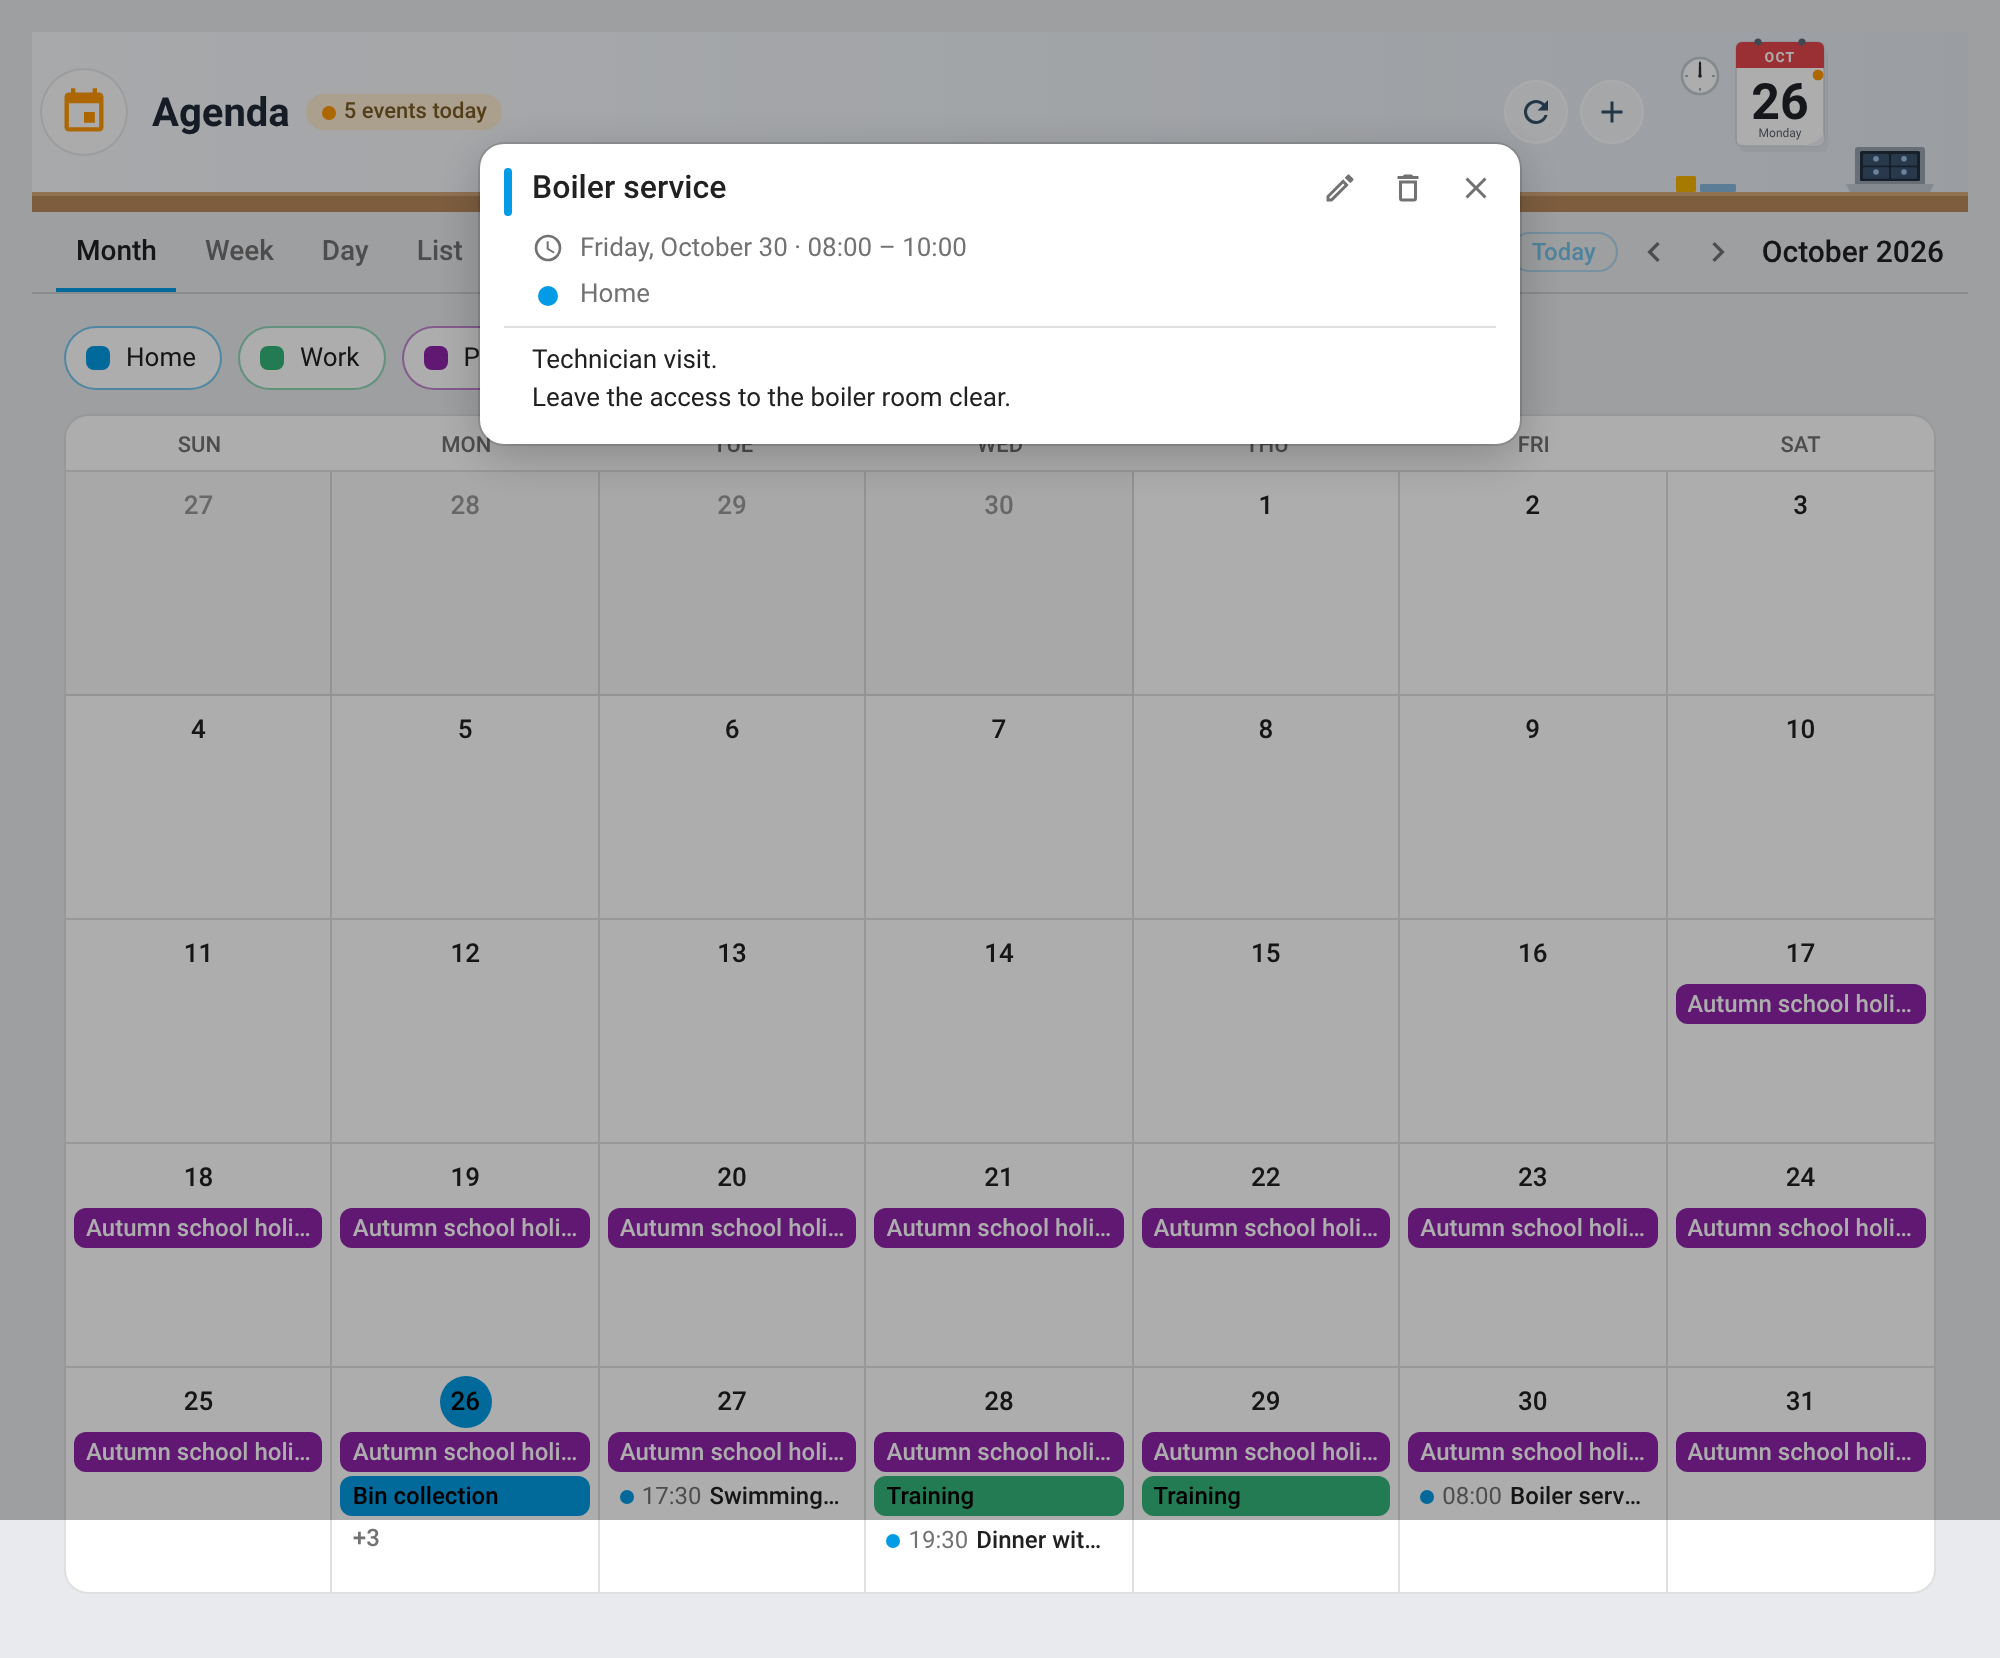 Agenda
5 events today
OCT
26
Monday
Boiler service
Friday, October 30 · 08:00 – 10:00
Home
Technician visit.
Leave the access to the boiler room clear.
Month Week Day List
Today
October 2026
Home Work P
SUN MON TUE WED THU FRI SAT
27 28 29 30 1 2 3
4 5 6 7 8 9 10
11 12 13 14 15 16 17
Autumn school holi...
18 19 20 21 22 23 24
Autumn school holi... Autumn school holi... Autumn school holi... Autumn school holi... Autumn school holi... Autumn school holi... Autumn school holi...
25 26 27 28 29 30 31
Autumn school holi... Autumn school holi... Autumn school holi... Autumn school holi... Autumn school holi... Autumn school holi... Autumn school holi...
Bin collection 17:30 Swimming... Training Training 08:00 Boiler serv...
+3 19:30 Dinner wit...